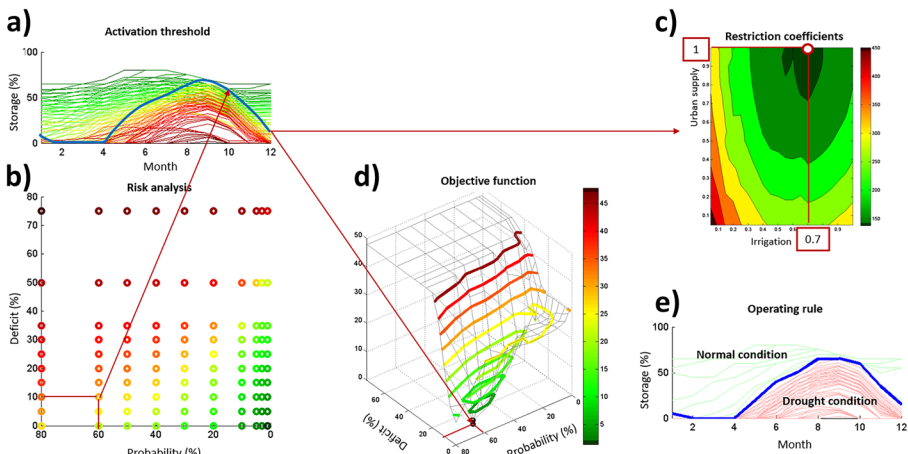 a)
Activation threshold
100
50
0
Storage (%)
2 4 6 8 10 12
Month
b)
Risk analysis
80
70
60
50
40
30
20
10
0
Deficit (%)
80 60 50 40 30 20 10 0
Probability (%)
c)
Restriction coefficients
1
0.9
0.8
0.7
0.6
0.5
0.4
0.3
0.2
0.1
Urban supply
0.1 0.2 0.3 0.4 0.5 0.6 0.9
Irrigation
0.7
450
400
350
300
250
200
150
d)
Objective function
50
40
30
20
10
0
60
40
20
0
Deficit (%)
80
60
40
20
0
Probability (%)
45
40
35
30
25
20
15
10
5
e)
Operating rule
100
50
0
Storage (%)
Normal condition
Drought condition
2 4 6 8 10 12
Month